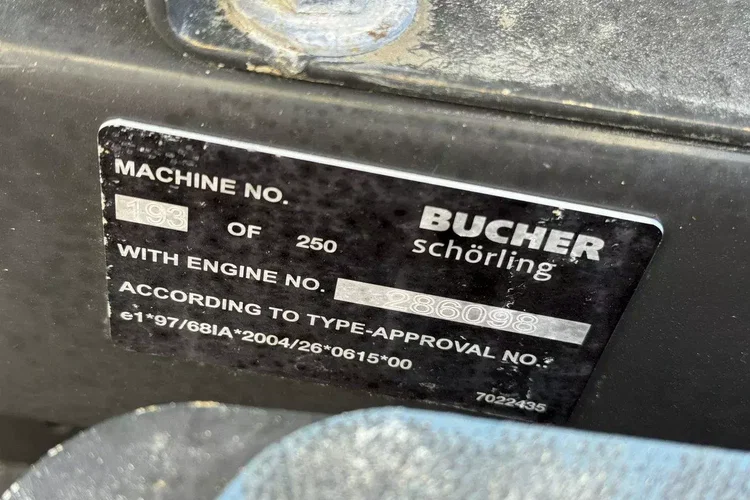 MACHINE NO.
193 OF 250
BUCHER
schörling
WITH ENGINE NO. 286098
ACCORDING TO TYPE-APPROVAL NO.:
e1*97/68IA*2004/26*0615*00
7022435